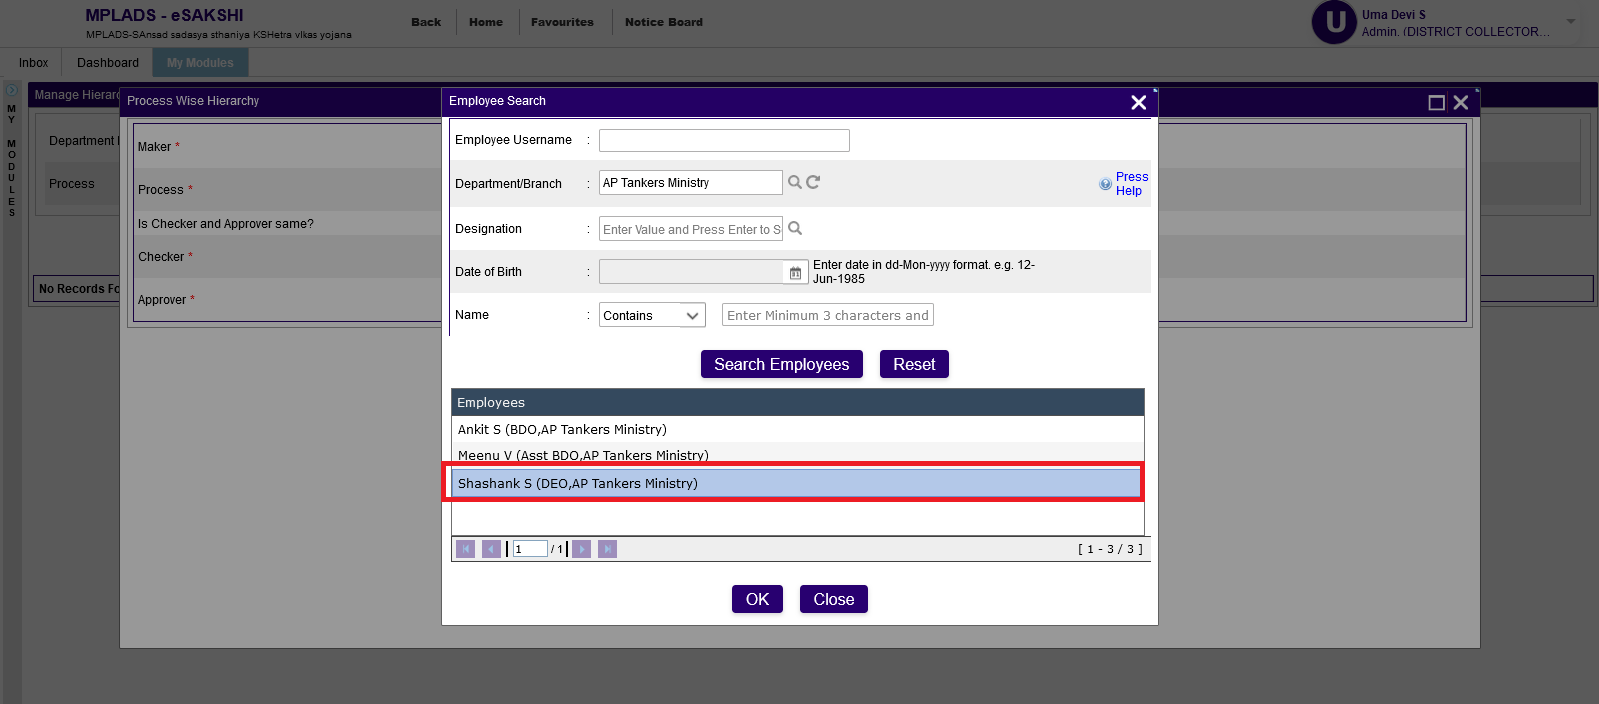 MPLADS - eSAKSHI
MPLADS-SAnsad sadasya sthaniya KSHetra vIkas yojana
Back
Home
Favourites
Notice Board
U
Uma Devi S
Admin. (DISTRICT COLLECTOR...
Inbox
Dashboard
My Modules
MY MODULES
Manage Hierarc
Process Wise Hierarchy
Employee Search
Department
Process
No Records Fo
Maker *
Process *
Is Checker and Approver same?
Checker *
Approver *
Employee Username :
Department/Branch : AP Tankers Ministry
Press
Help
Designation : Enter Value and Press Enter to S
Date of Birth : Enter date in dd-Mon-yyyy format. e.g. 12-
Jun-1985
Name : Contains Enter Minimum 3 characters and
Search Employees
Reset
Employees
Ankit S (BDO,AP Tankers Ministry)
Meenu V (Asst BDO,AP Tankers Ministry)
Shashank S (DEO,AP Tankers Ministry)
1 / 1
[ 1 - 3 / 3 ]
OK
Close